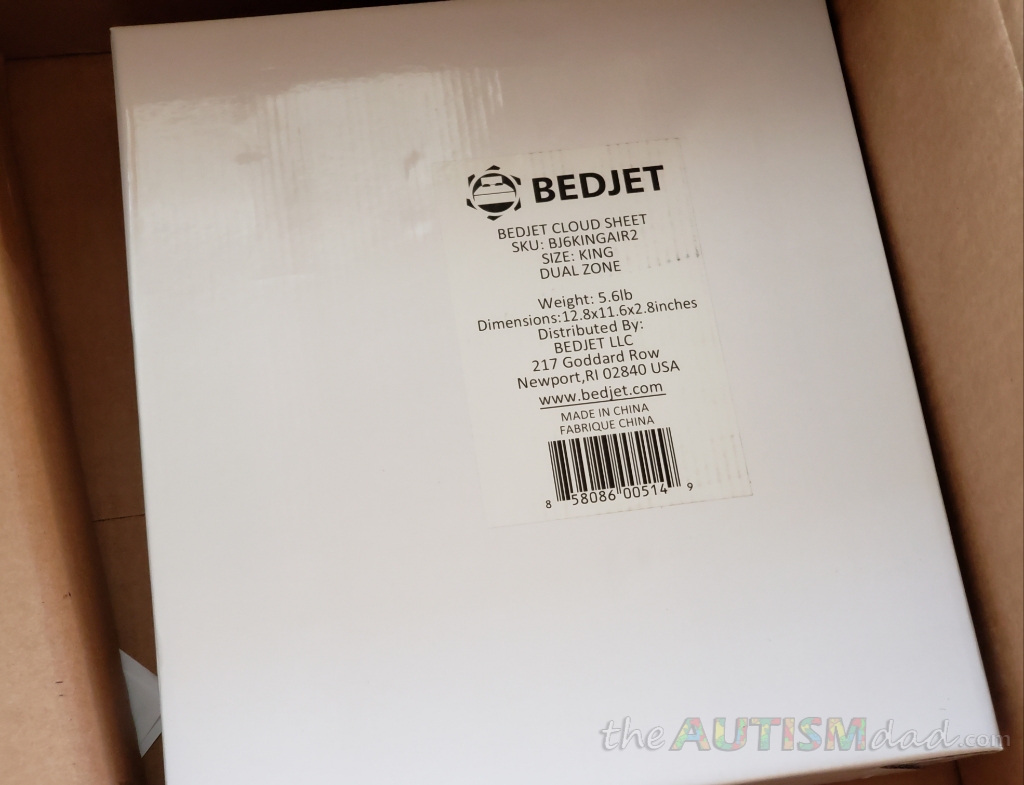 BEDJET
BEDJET CLOUD SHEET
SKU: BJ6KINGAIR2
SIZE: KING
DUAL ZONE
Weight: 5.6lb
Dimensions:12.8x11.6x2.8inches
Distributed By:
BEDJET LLC
217 Goddard Row
Newport,RI 02840 USA
www.bedjet.com
MADE IN CHINA
FABRIQUE CHINA
8 58086 00514 9
the AUTISM dad.com